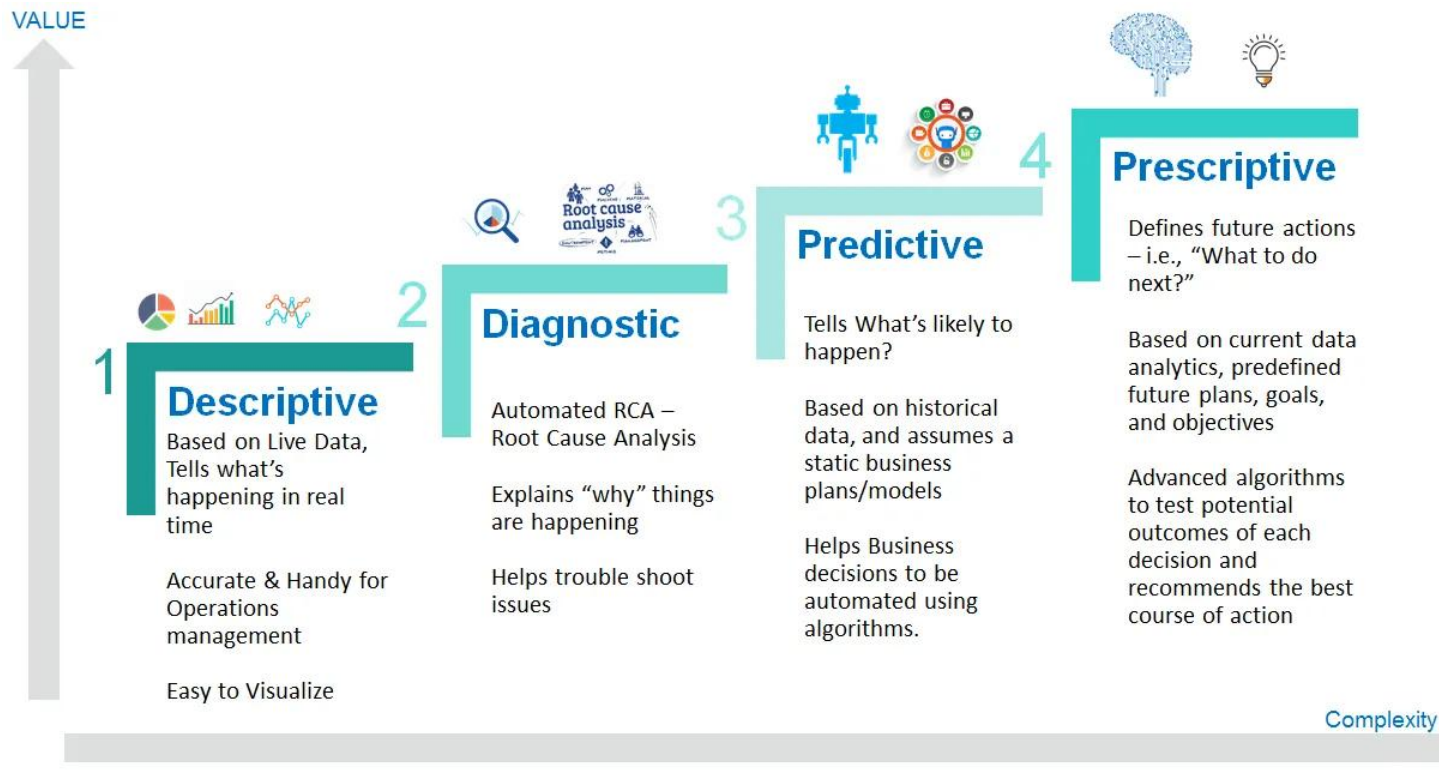 VALUE
1
Descriptive
Based on Live Data,
Tells what’s
happening in real
time
Accurate & Handy for
Operations
management
Easy to Visualize
2
Root cause
analysis
Diagnostic
Automated RCA –
Root Cause Analysis
Explains “why” things
are happening
Helps trouble shoot
issues
3
Predictive
Tells What’s likely to
happen?
Based on historical
data, and assumes a
static business
plans/models
Helps Business
decisions to be
automated using
algorithms.
4
Prescriptive
Defines future actions
– i.e., “What to do
next?”
Based on current data
analytics, predefined
future plans, goals,
and objectives
Advanced algorithms
to test potential
outcomes of each
decision and
recommends the best
course of action
Complexity